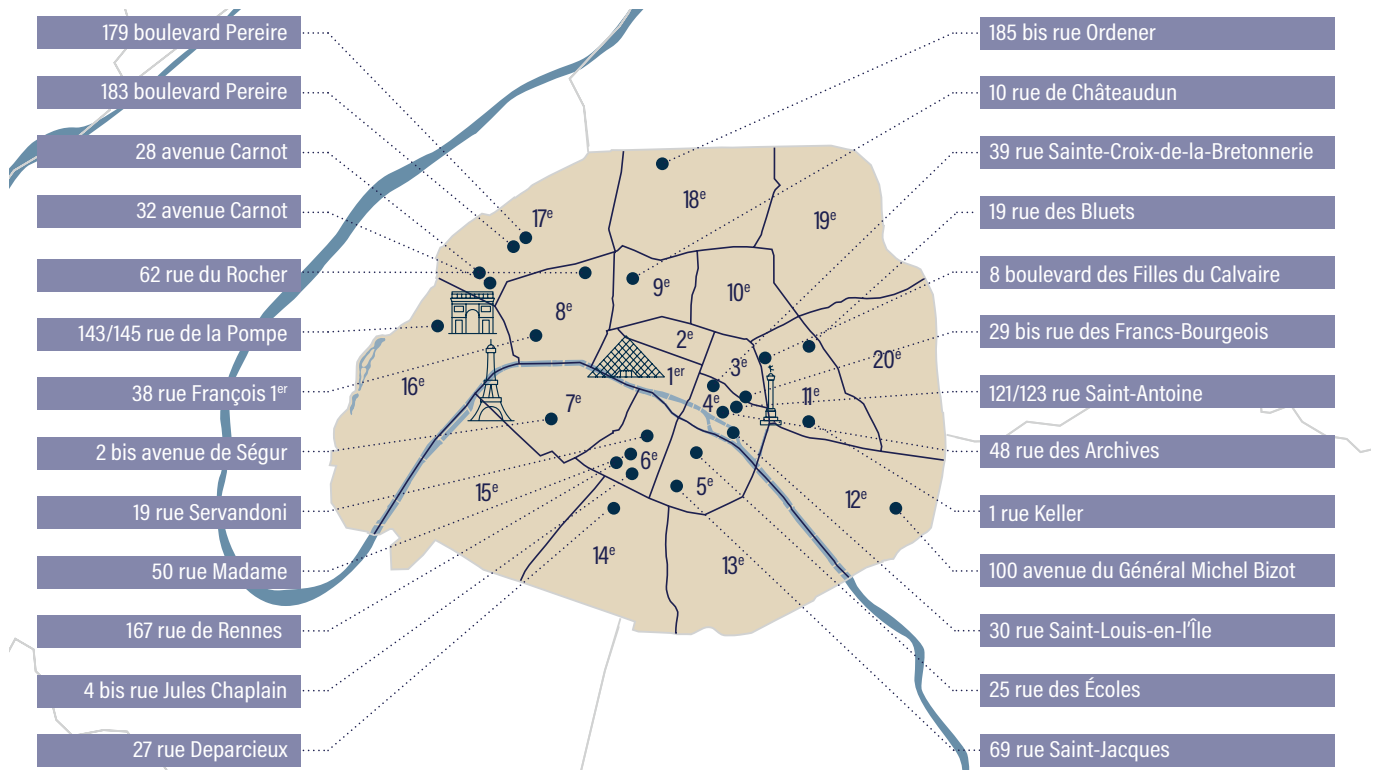 179 boulevard Pereire
183 boulevard Pereire
28 avenue Carnot
32 avenue Carnot
62 rue du Rocher
143/145 rue de la Pompe
38 rue François 1er
2 bis avenue de Ségur
19 rue Servandoni
50 rue Madame
167 rue de Rennes
4 bis rue Jules Chaplain
27 rue Deparcieux
18e
17e
19e
9e
10e
8e
2e
3e
20e
1er
16e
11e
7e
4e
6e
5e
15e
12e
14e
13e
185 bis rue Ordener
10 rue de Châteaudun
39 rue Sainte-Croix-de-la-Bretonnerie
19 rue des Bluets
8 boulevard des Filles du Calvaire
29 bis rue des Francs-Bourgeois
121/123 rue Saint-Antoine
48 rue des Archives
1 rue Keller
100 avenue du Général Michel Bizot
30 rue Saint-Louis-en-l'Île
25 rue des Écoles
69 rue Saint-Jacques